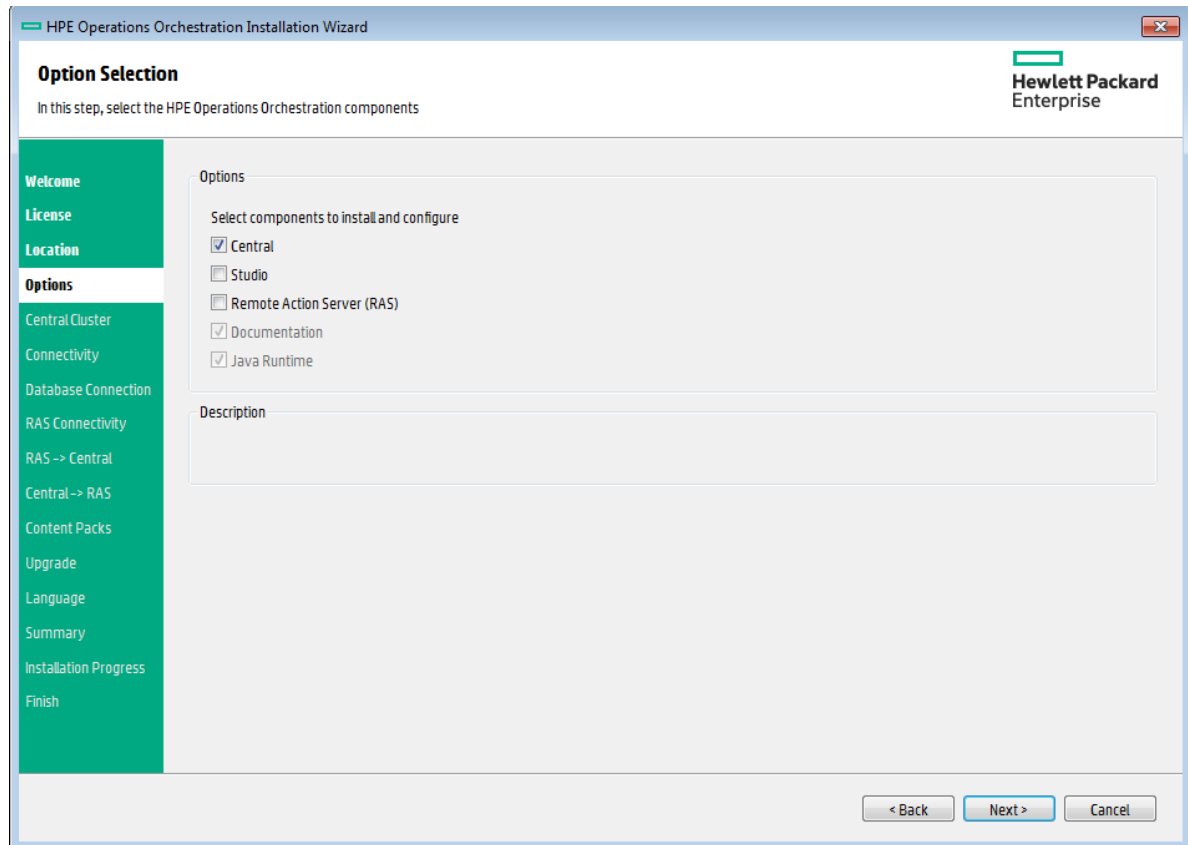 HPE Operations Orchestration Installation Wizard
Option Selection
In this step, select the HPE Operations Orchestration components
Hewlett Packard
Enterprise
Welcome
License
Location
Options
Central Cluster
Connectivity
Database Connection
RAS Connectivity
RAS -> Central
Central -> RAS
Content Packs
Upgrade
Language
Summary
Installation Progress
Finish
Options
Select components to install and configure
Central
Studio
Remote Action Server (RAS)
Documentation
Java Runtime
Description
< Back
Next >
Cancel